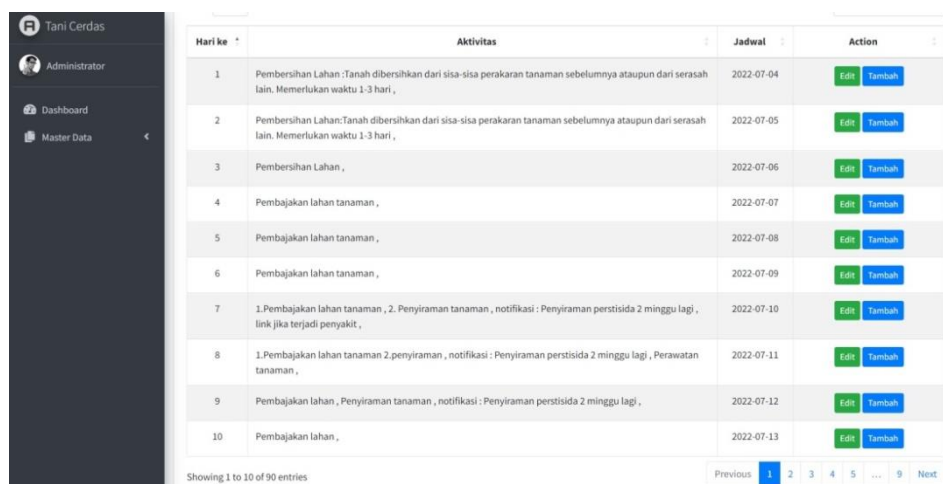 Tani Cerdas
Administrator
Dashboard
Master Data
Hari ke Aktivitas Jadwal Action
1 Pembersihan Lahan :Tanah dibersihkan dari sisa-sisa perakaran tanaman sebelumnya ataupun dari serasah 2022-07-04 Edit Tambah
lain. Memerlukan waktu 1-3 hari ,
2 Pembersihan Lahan:Tanah dibersihkan dari sisa-sisa perakaran tanaman sebelumnya ataupun dari serasah 2022-07-05 Edit Tambah
lain. Memerlukan waktu 1-3 hari ,
3 Pembersihan Lahan , 2022-07-06 Edit Tambah
4 Pembajakan lahan tanaman , 2022-07-07 Edit Tambah
5 Pembajakan lahan tanaman , 2022-07-08 Edit Tambah
6 Pembajakan lahan tanaman , 2022-07-09 Edit Tambah
7 1.Pembajakan lahan tanaman , 2. Penyiraman tanaman , notifikasi : Penyiraman perstisida 2 minggu lagi , 2022-07-10 Edit Tambah
link jika terjadi penyakit ,
8 1.Pembajakan lahan tanaman 2.penyiraman , notifikasi : Penyiraman perstisida 2 minggu lagi , Perawatan 2022-07-11 Edit Tambah
tanaman ,
9 Pembajakan lahan , Penyiraman tanaman , notifikasi : Penyiraman perstisida 2 minggu lagi , 2022-07-12 Edit Tambah
10 Pembajakan lahan , 2022-07-13 Edit Tambah
Showing 1 to 10 of 90 entries Previous 1 2 3 4 5 ... 9 Next